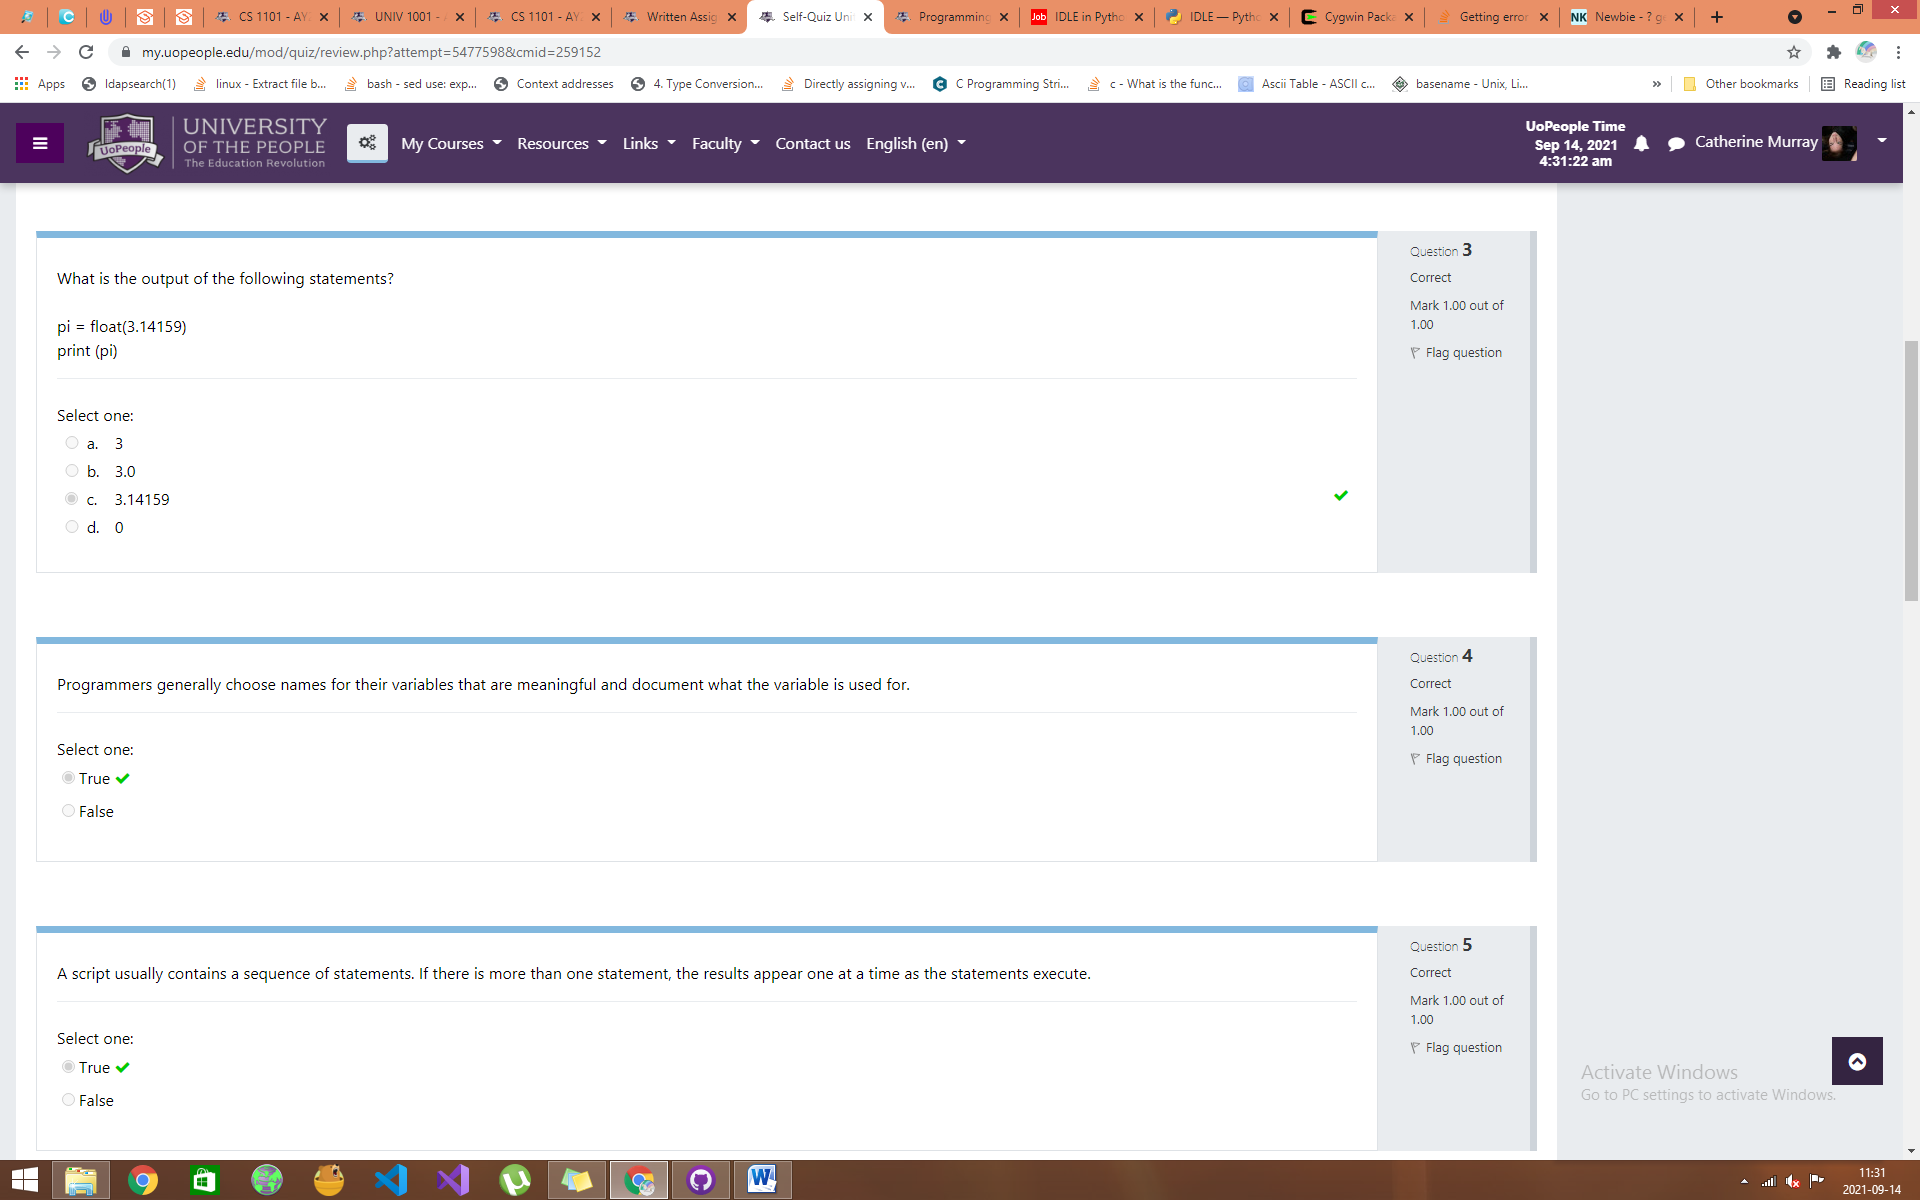 CS 1101 - AY
UNIV 1001 -
CS 1101 - AY
Written Assig
Self-Quiz Uni
Programming
Job
IDLE in Pytho
IDLE — Pytho
Cygwin Packa
Getting error
NK
Newbie - ? ge
my.uopeople.edu/mod/quiz/review.php?attempt=5477598&cmid=259152
Apps
ldapsearch(1)
linux - Extract file b...
bash - sed use: exp...
Context addresses
4. Type Conversion...
Directly assigning v...
C Programming Stri...
c - What is the func...
Ascii Table - ASCII c...
basename - Unix, Li...
»
Other bookmarks
Reading list
UoPeople
UNIVERSITY
OF THE PEOPLE
The Education Revolution
My Courses
Resources
Links
Faculty
Contact us
English (en)
UoPeople Time
Sep 14, 2021
4:31:22 am
Catherine Murray
What is the output of the following statements?
pi = float(3.14159)
print (pi)
Select one:
a. 3
b. 3.0
c. 3.14159
d. 0
Question 3
Correct
Mark 1.00 out of
1.00
Flag question
Programmers generally choose names for their variables that are meaningful and document what the variable is used for.
Select one:
True
False
Question 4
Correct
Mark 1.00 out of
1.00
Flag question
A script usually contains a sequence of statements. If there is more than one statement, the results appear one at a time as the statements execute.
Select one:
True
False
Question 5
Correct
Mark 1.00 out of
1.00
Flag question
Activate Windows
Go to PC settings to activate Windows.
11:31
2021-09-14